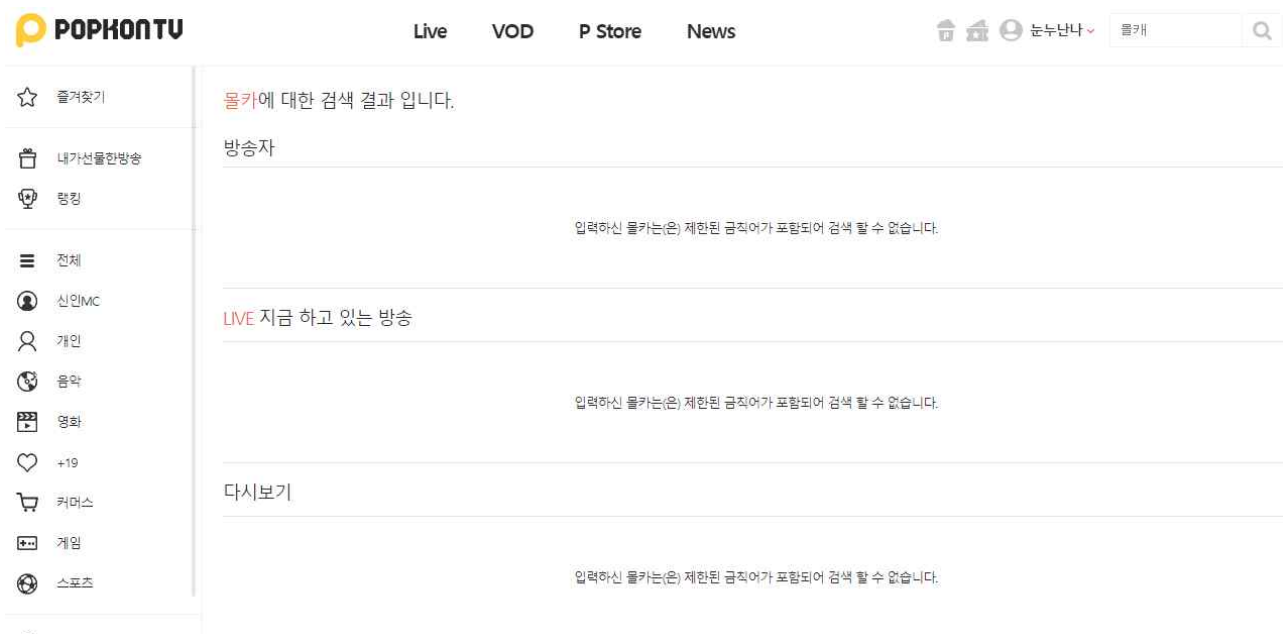 POPKONTV
Live VOD P Store News
눈누난나
몰캐
즐겨찾기
내가선물한방송
랭킹
전체
신인MC
개인
음악
영화
+19
커머스
게임
스포츠
몰카에 대한 검색 결과 입니다.
방송자
입력하신 몰카는(은) 제한된 금칙어가 포함되어 검색 할 수 없습니다.
LIVE 지금 하고 있는 방송
입력하신 몰카는(은) 제한된 금칙어가 포함되어 검색 할 수 없습니다.
다시보기
입력하신 몰카는(은) 제한된 금칙어가 포함되어 검색 할 수 없습니다.